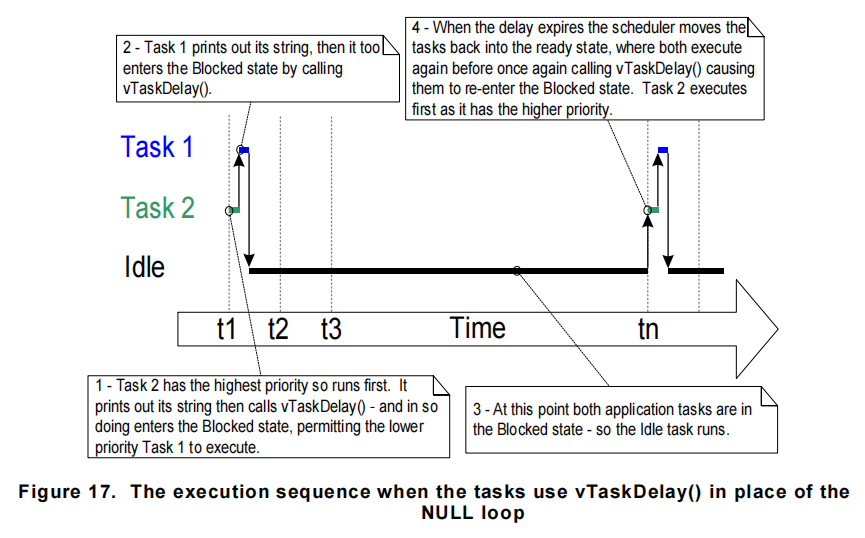 2 - Task 1 prints out its string, then it too
enters the Blocked state by calling
vTaskDelay().
4 - When the delay expires the scheduler moves the
tasks back into the ready state, where both execute
again before once again calling vTaskDelay() causing
them to re-enter the Blocked state.  Task 2 executes
first as it has the higher priority.
Task 1
Task 2
Idle
t1 t2 t3 Time tn
1 - Task 2 has the highest priority so runs first.  It
prints out its string then calls vTaskDelay() - and in so
doing enters the Blocked state, permitting the lower
priority Task 1 to execute.
3 - At this point both application tasks are in
the Blocked state - so the Idle task runs.
Figure 17.  The execution sequence when the tasks use vTaskDelay() in place of the
NULL loop